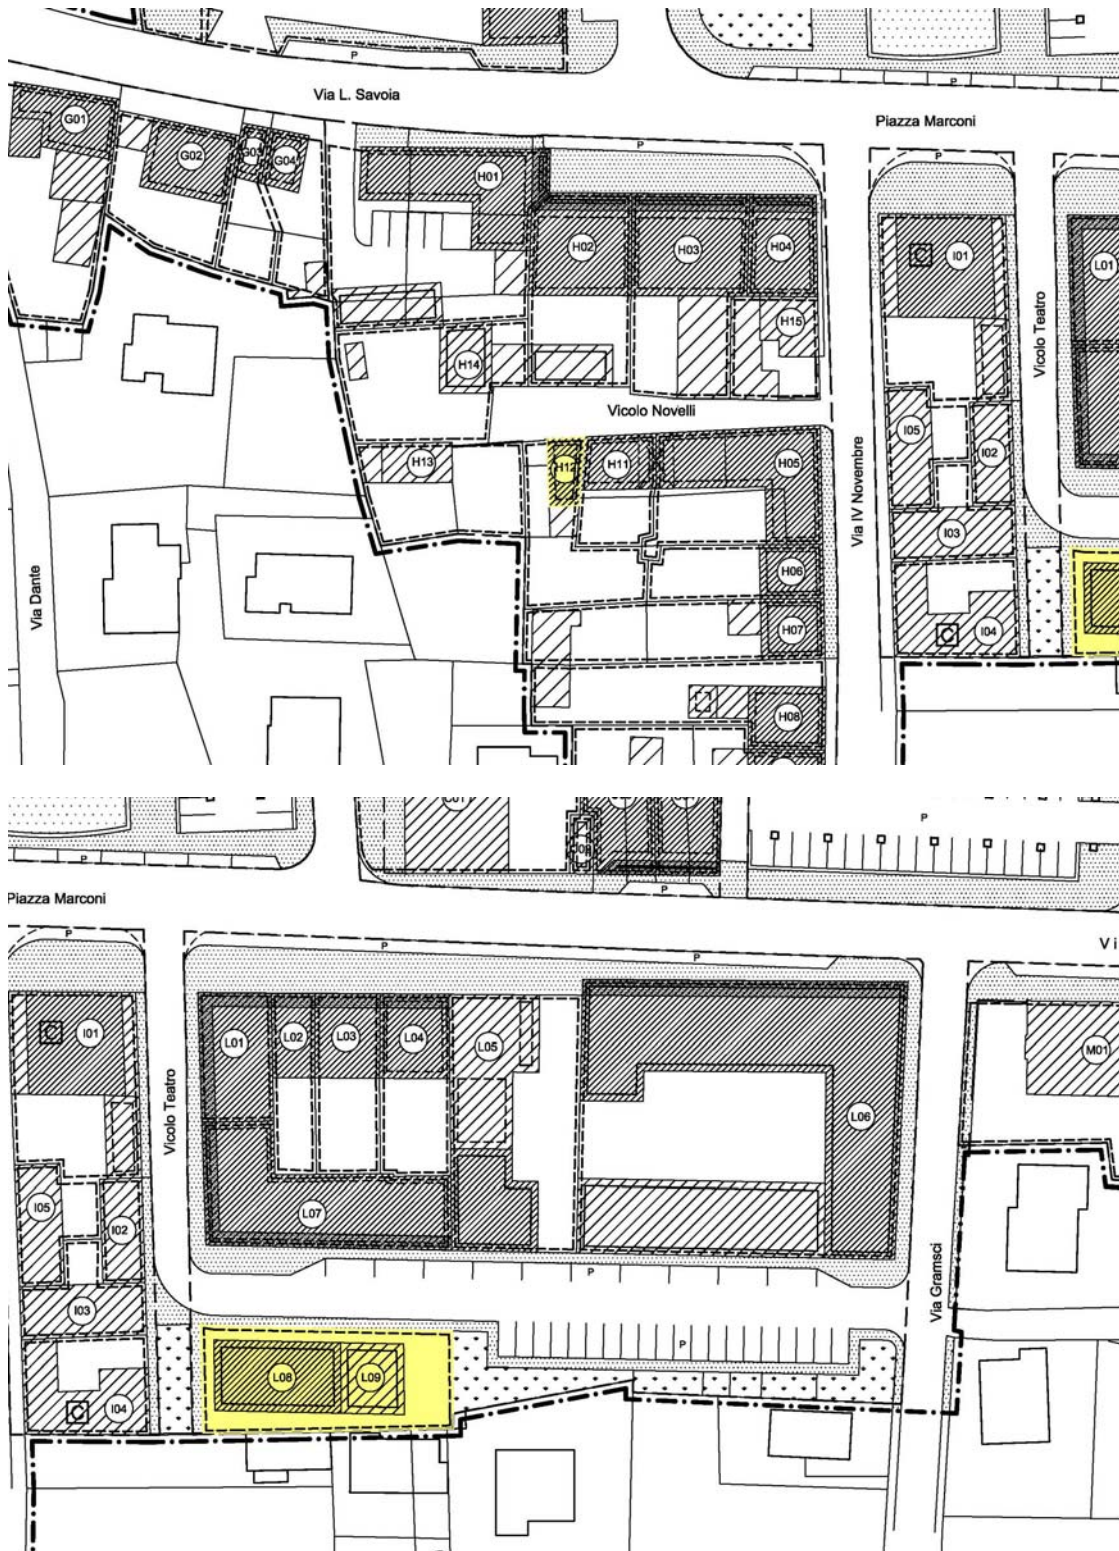 P
P
Via L. Savoia
Piazza Marconi
G01
G02
G03
G04
P
P
H01
H02
H03
H04
C
I01
L01
H15
H14
Vicolo Teatro
Vicolo Novelli
I05
I02
H13
H12
H11
H05
Via IV Novembre
I03
Via Dante
H06
H07
C
I04
H08
P
P
P
Piazza Marconi
P
P
P
Vi
C
I01
L01
L02
L03
L04
L05
M01
L06
Vicolo Teatro
I05
I02
L07
P
Via Gramsci
I03
P
L08
L09
C
I04